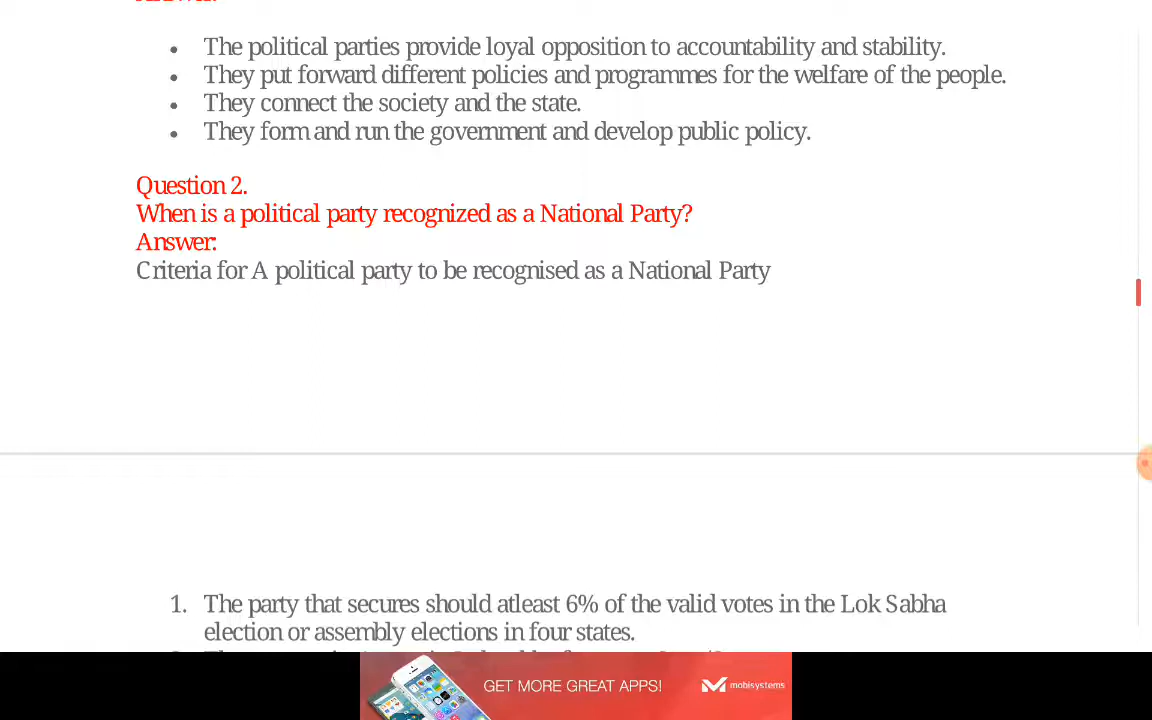 • The political parties provide loyal opposition to accountability and stability.
• They put forward different policies and programmes for the welfare of the people.
• They connect the society and the state.
• They form and run the government and develop public policy.
Question 2.
When is a political party recognized as a National Party?
Answer:
Criteria for A political party to be recognised as a National Party
1. The party that secures should atleast 6% of the valid votes in the Lok Sabha
election or assembly elections in four states.
GET MORE GREAT APPS! mobisystems